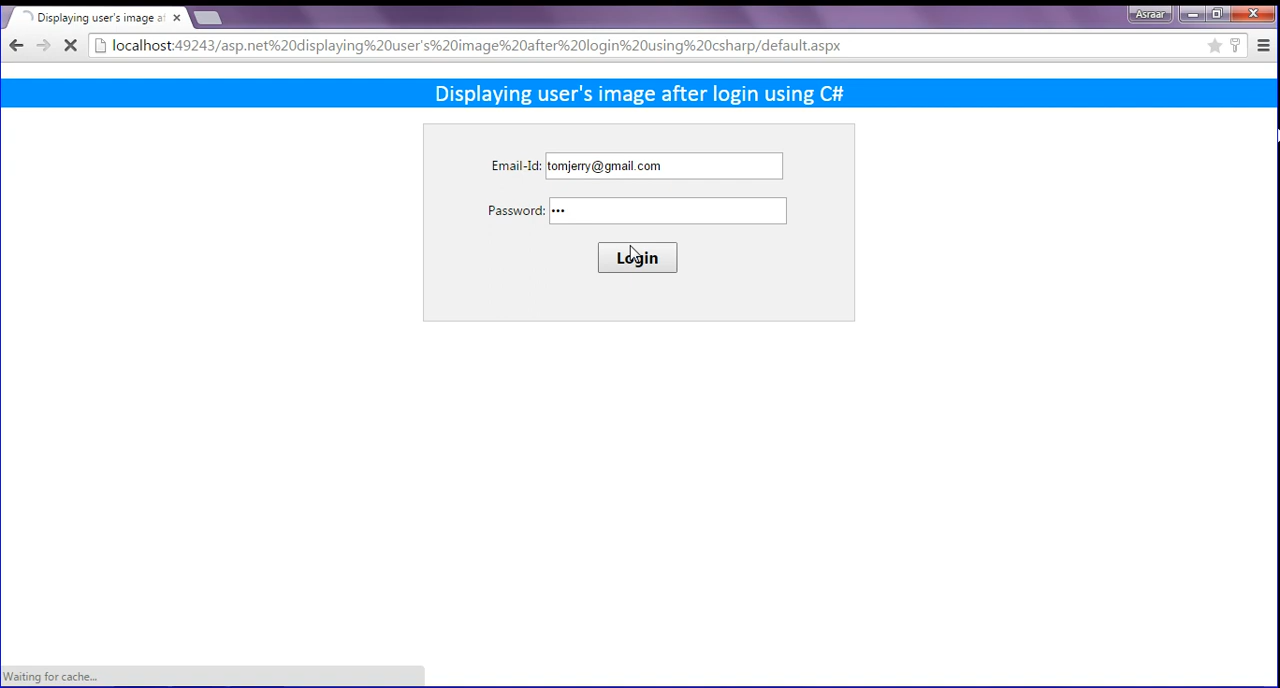 Displaying user's image af
Asraar
localhost:49243/asp.net%20displaying%20user's%20image%20after%20login%20using%20csharp/default.aspx
Displaying user's image after login using C#
Email-Id: tomjerry@gmail.com
Password: •••
Login
Waiting for cache...